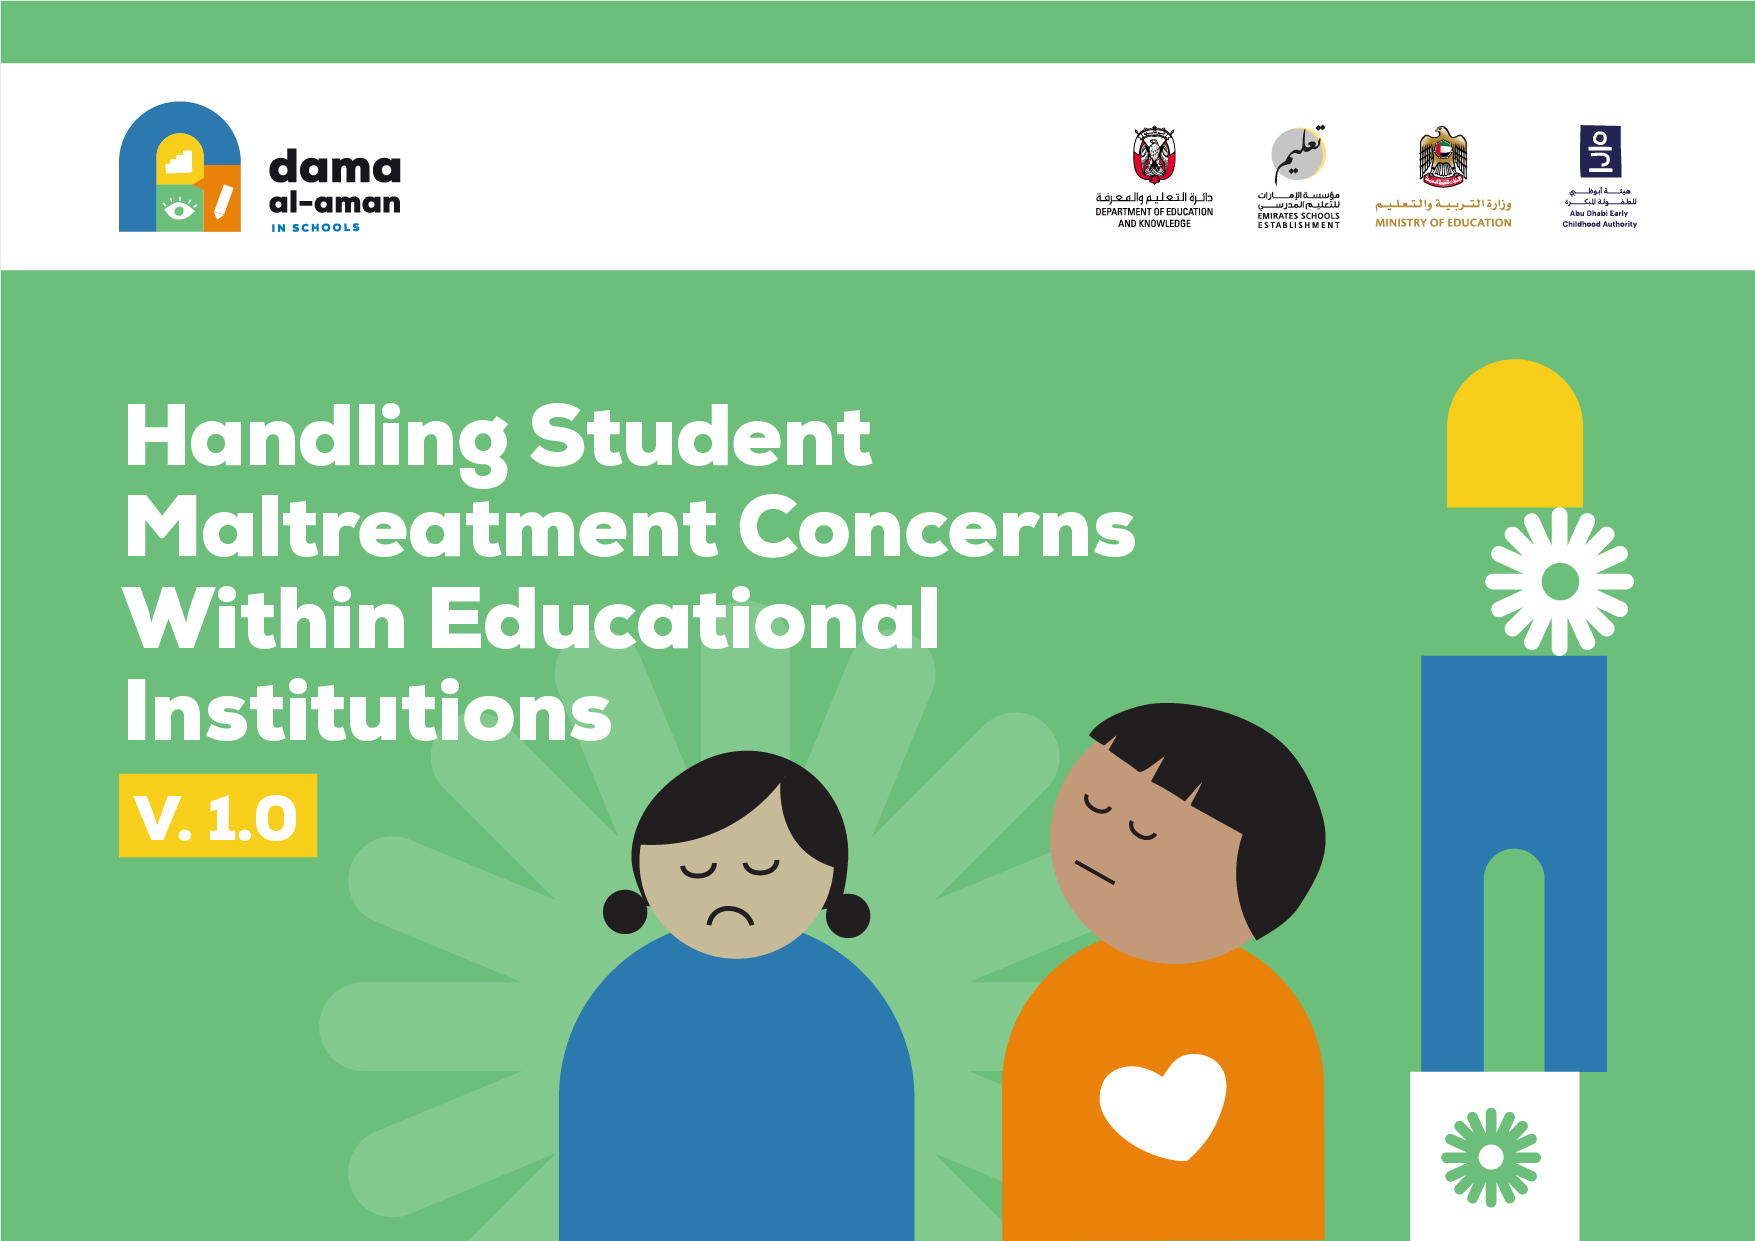 dama
al-aman
IN SCHOOLS
دائرة التعليم والمعرفة
DEPARTMENT OF EDUCATION
AND KNOWLEDGE
تعليم
مؤسسة الإمارات
للتعليم المدرسي
EMIRATES SCHOOLS
ESTABLISHMENT
وزارة التربية والتعليم
MINISTRY OF EDUCATION
هيئة أبوظبي
للطفولة المبكرة
Abu Dhabi Early
Childhood Authority
Handling Student
Maltreatment Concerns
Within Educational
Institutions
V. 1.0